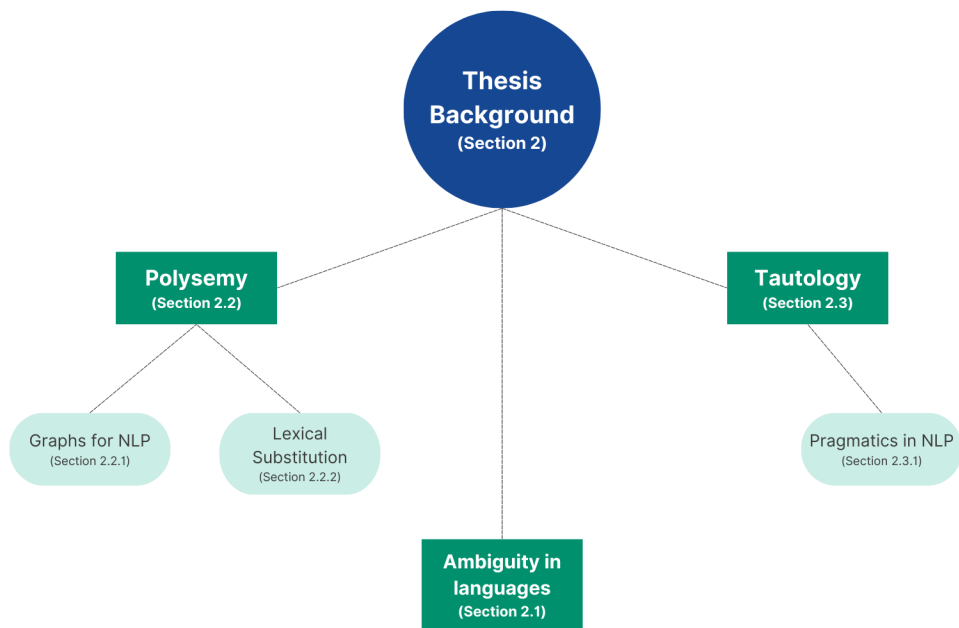 Thesis
Background
(Section 2)
Polysemy
(Section 2.2)
Tautology
(Section 2.3)
Graphs for NLP
(Section 2.2.1)
Lexical
Substitution
(Section 2.2.2)
Pragmatics in NLP
(Section 2.3.1)
Ambiguity in
languages
(Section 2.1)